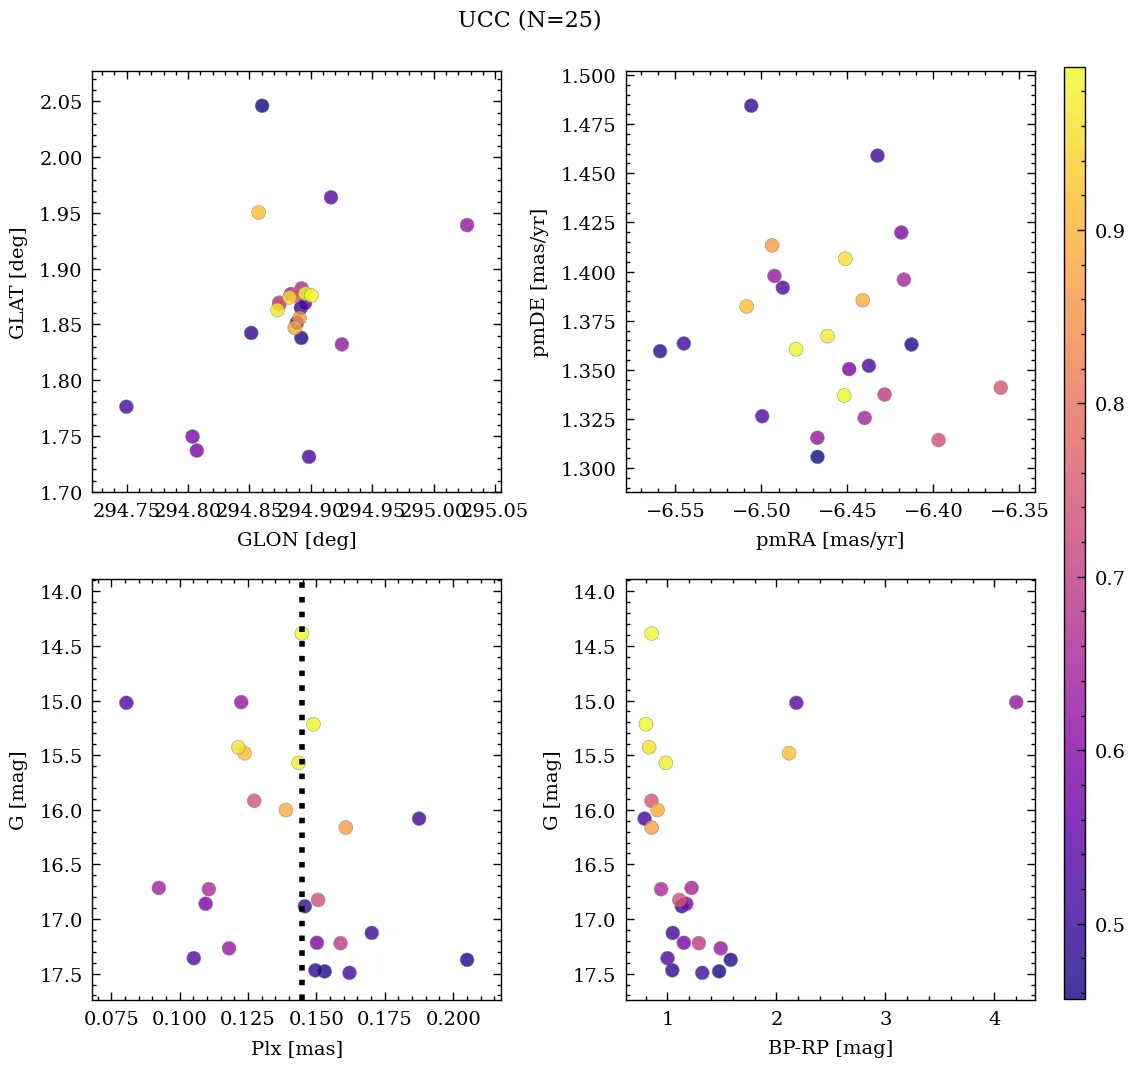 UCC (N=25)
2.05
2.00
1.95
1.90
1.85
1.80
1.75
1.70
GLAT [deg]
294.75 294.80 294.85 294.90 294.95 295.00 295.05
GLON [deg]
1.500
1.475
1.450
1.425
1.400
1.375
1.350
1.325
1.300
pmDE [mas/yr]
−6.55 −6.50 −6.45 −6.40 −6.35
pmRA [mas/yr]
14.0
14.5
15.0
15.5
16.0
16.5
17.0
17.5
G [mag]
0.075 0.100 0.125 0.150 0.175 0.200
Plx [mas]
14.0
14.5
15.0
15.5
16.0
16.5
17.0
17.5
G [mag]
1 2 3 4
BP-RP [mag]
0.9
0.8
0.7
0.6
0.5